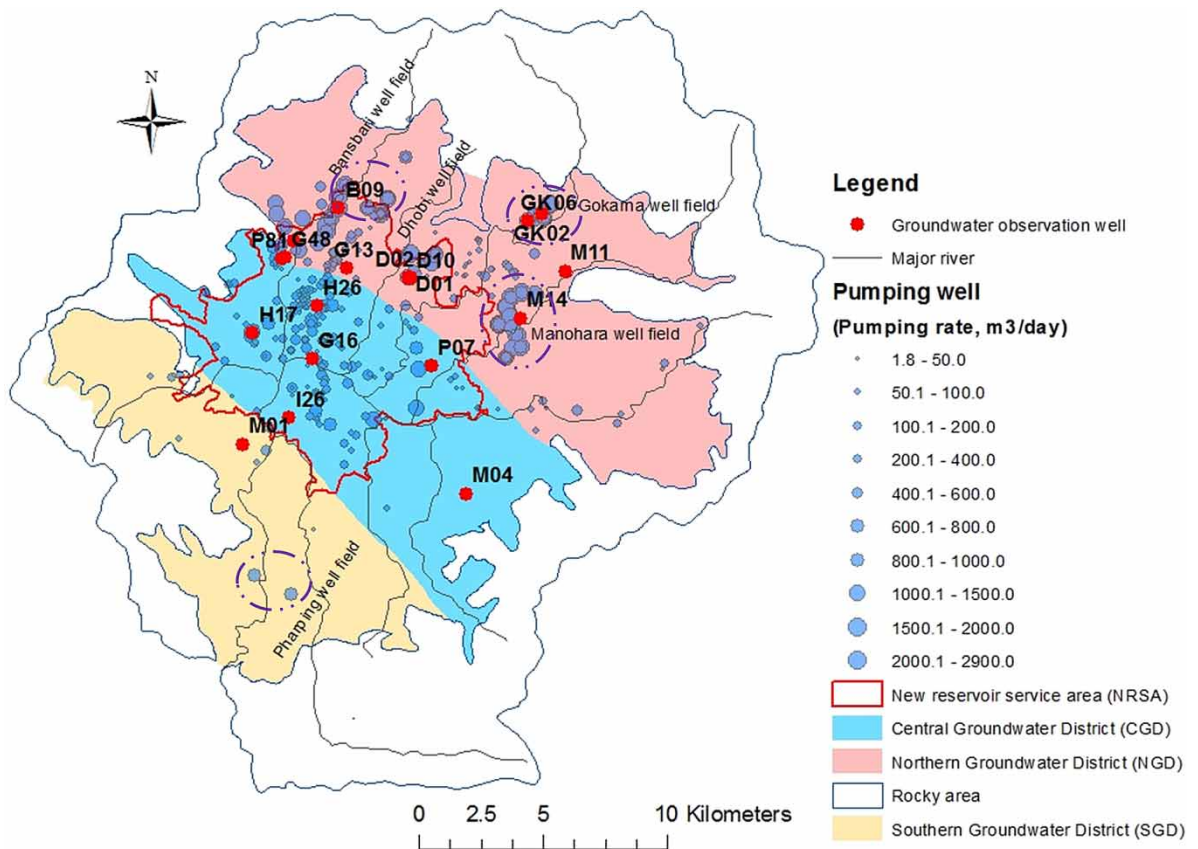 N
Bansbari well field
B09
Dhobi well field
GK06
Gokarna well field
GK02
P81
G48
G13
D02
D10
D01
M11
H26
M14
H17
Manohara well field
G16
P07
I26
M01
M04
Pharping well field
0 2.5 5 10 Kilometers
Legend
Groundwater observation well
Major river
Pumping well
(Pumping rate, m3/day)
1.8 - 50.0
50.1 - 100.0
100.1 - 200.0
200.1 - 400.0
400.1 - 600.0
600.1 - 800.0
800.1 - 1000.0
1000.1 - 1500.0
1500.1 - 2000.0
2000.1 - 2900.0
New reservoir service area (NRSA)
Central Groundwater District (CGD)
Northern Groundwater District (NGD)
Rocky area
Southern Groundwater District (SGD)